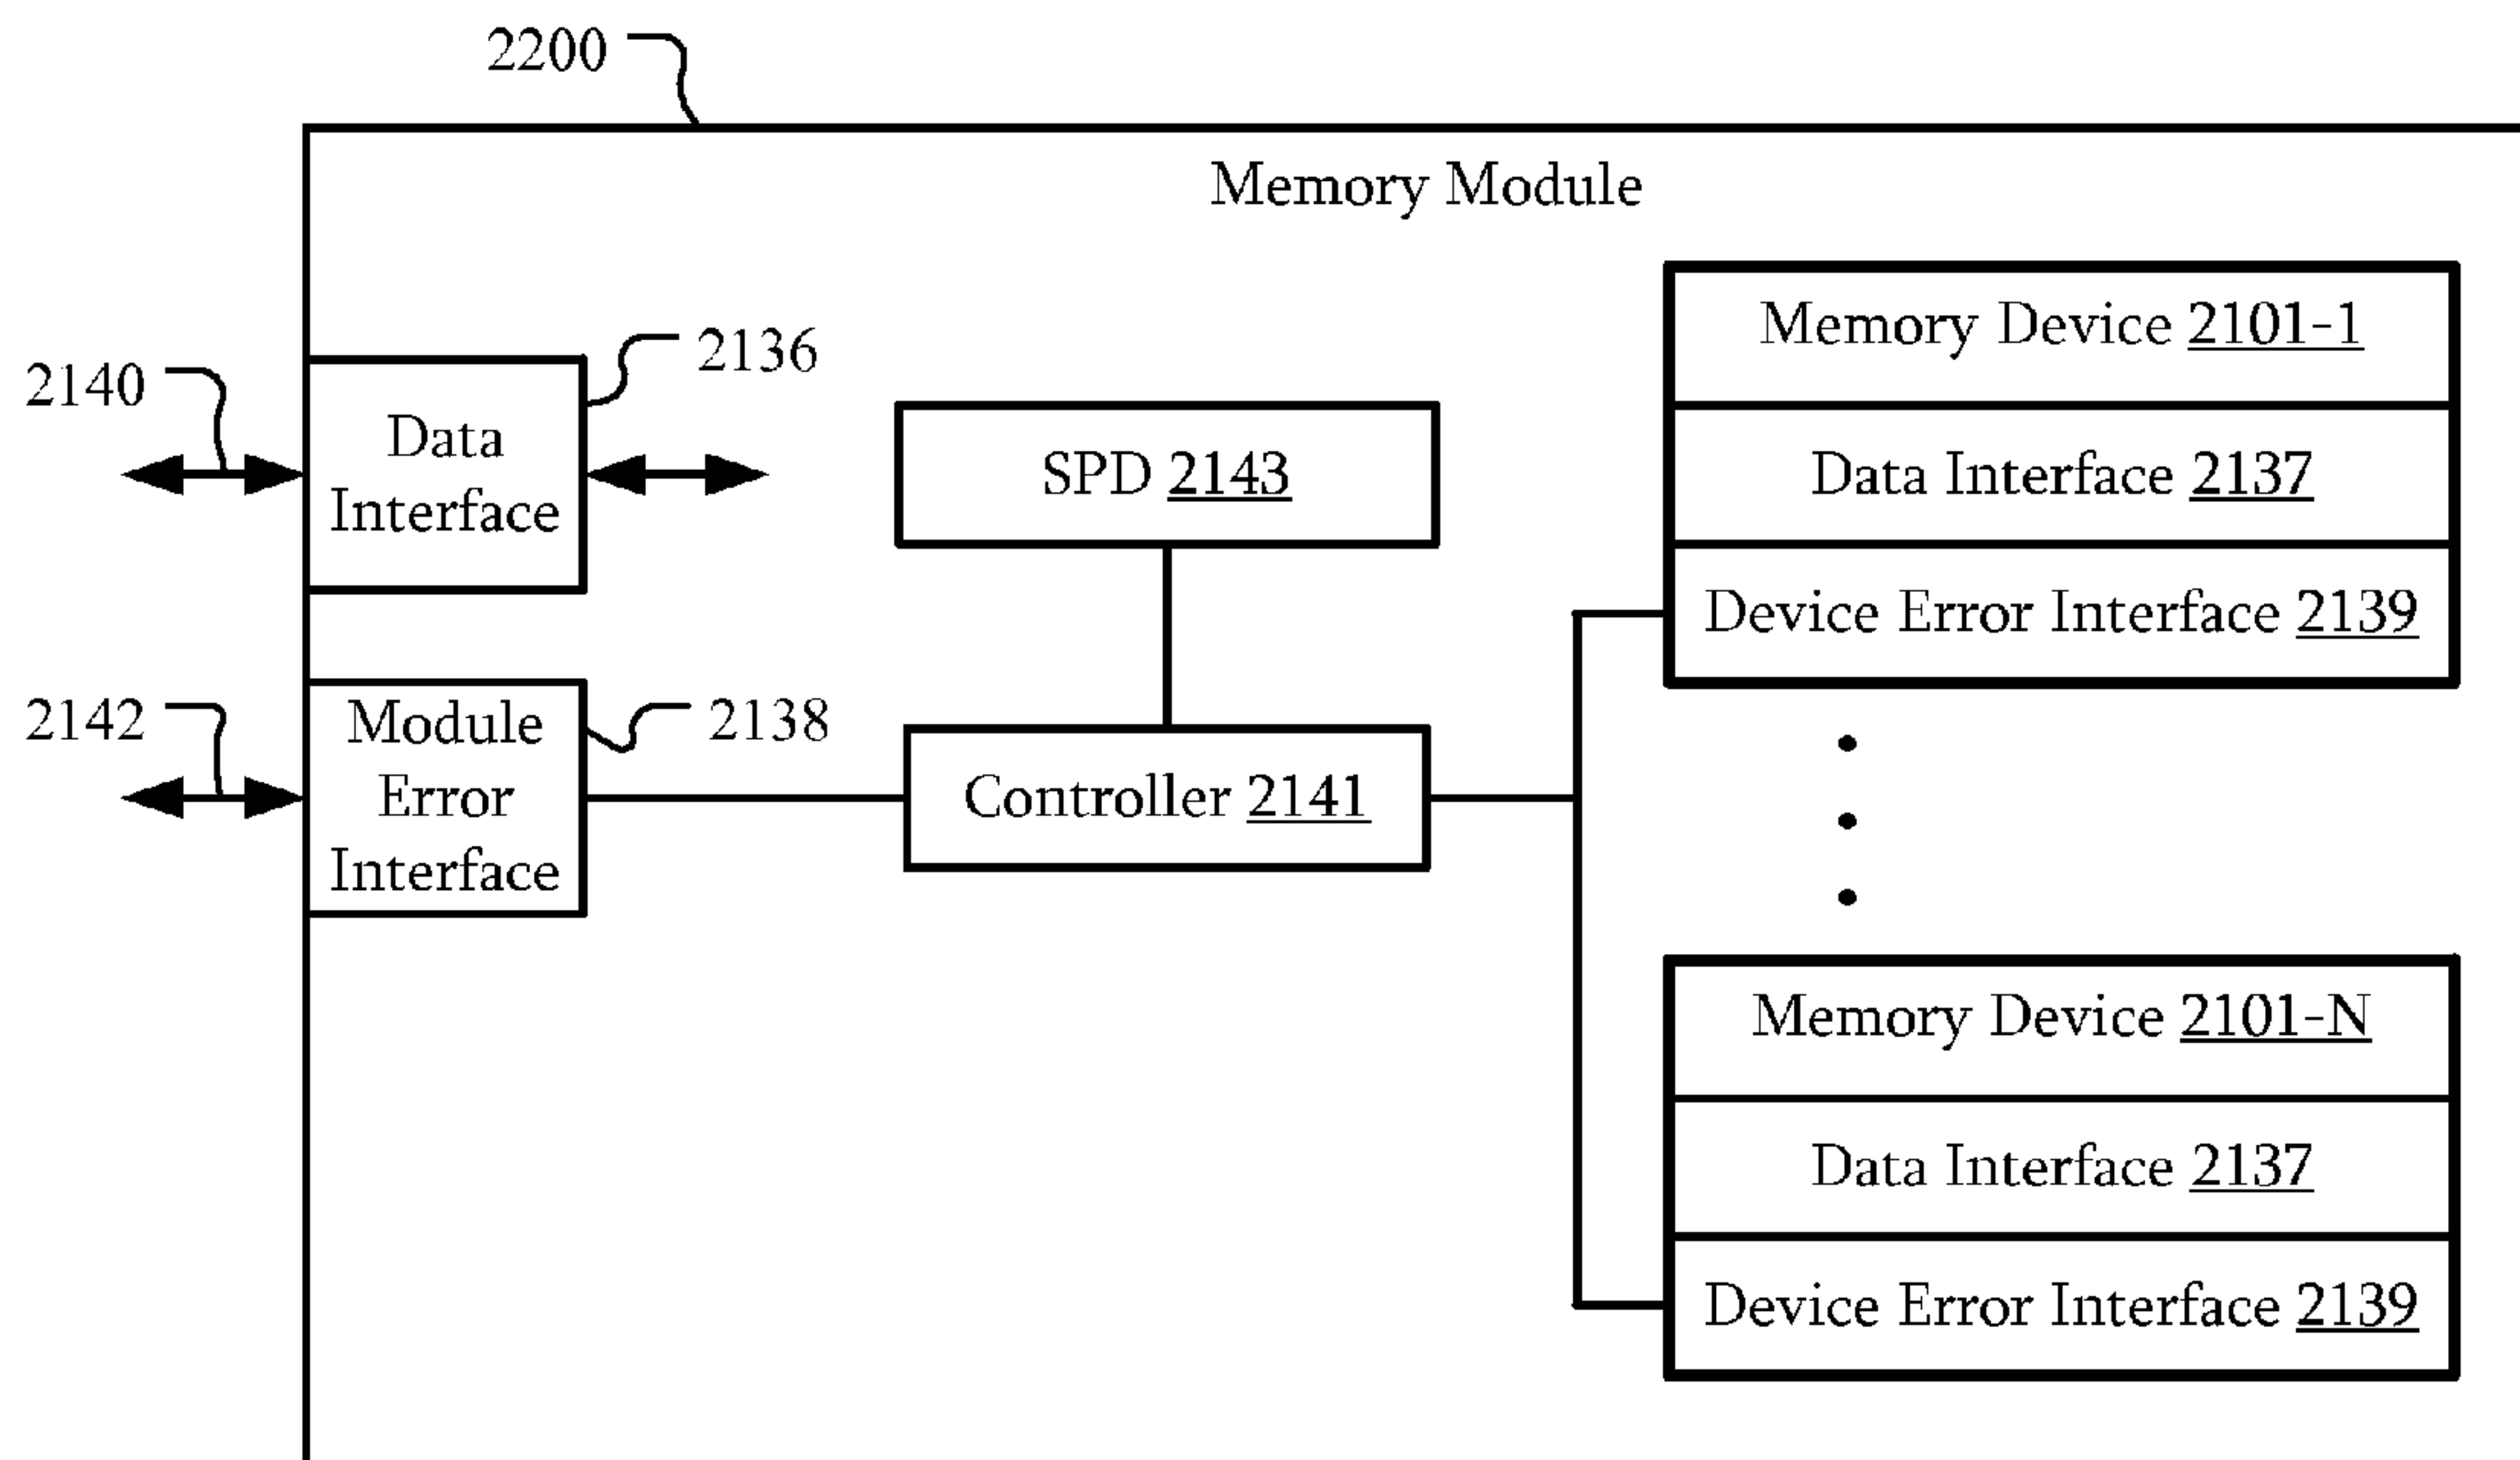 2200
Memory Module
2140
2136
Data
Interface
SPD 2143
Memory Device 2101-1
Data Interface 2137
Device Error Interface 2139
2142
Module
Error
Interface
2138
Controller 2141
Memory Device 2101-N
Data Interface 2137
Device Error Interface 2139